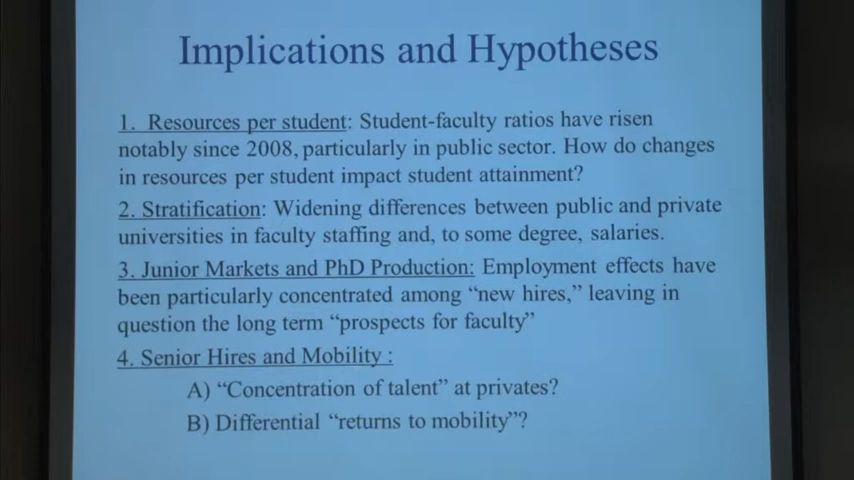 Implications and Hypotheses
1. Resources per student: Student-faculty ratios have risen
notably since 2008, particularly in public sector. How do changes
in resources per student impact student attainment?
2. Stratification: Widening differences between public and private
universities in faculty staffing and, to some degree, salaries.
3. Junior Markets and PhD Production: Employment effects have
been particularly concentrated among “new hires,” leaving in
question the long term “prospects for faculty”
4. Senior Hires and Mobility :
A) “Concentration of talent” at privates?
B) Differential “returns to mobility”?